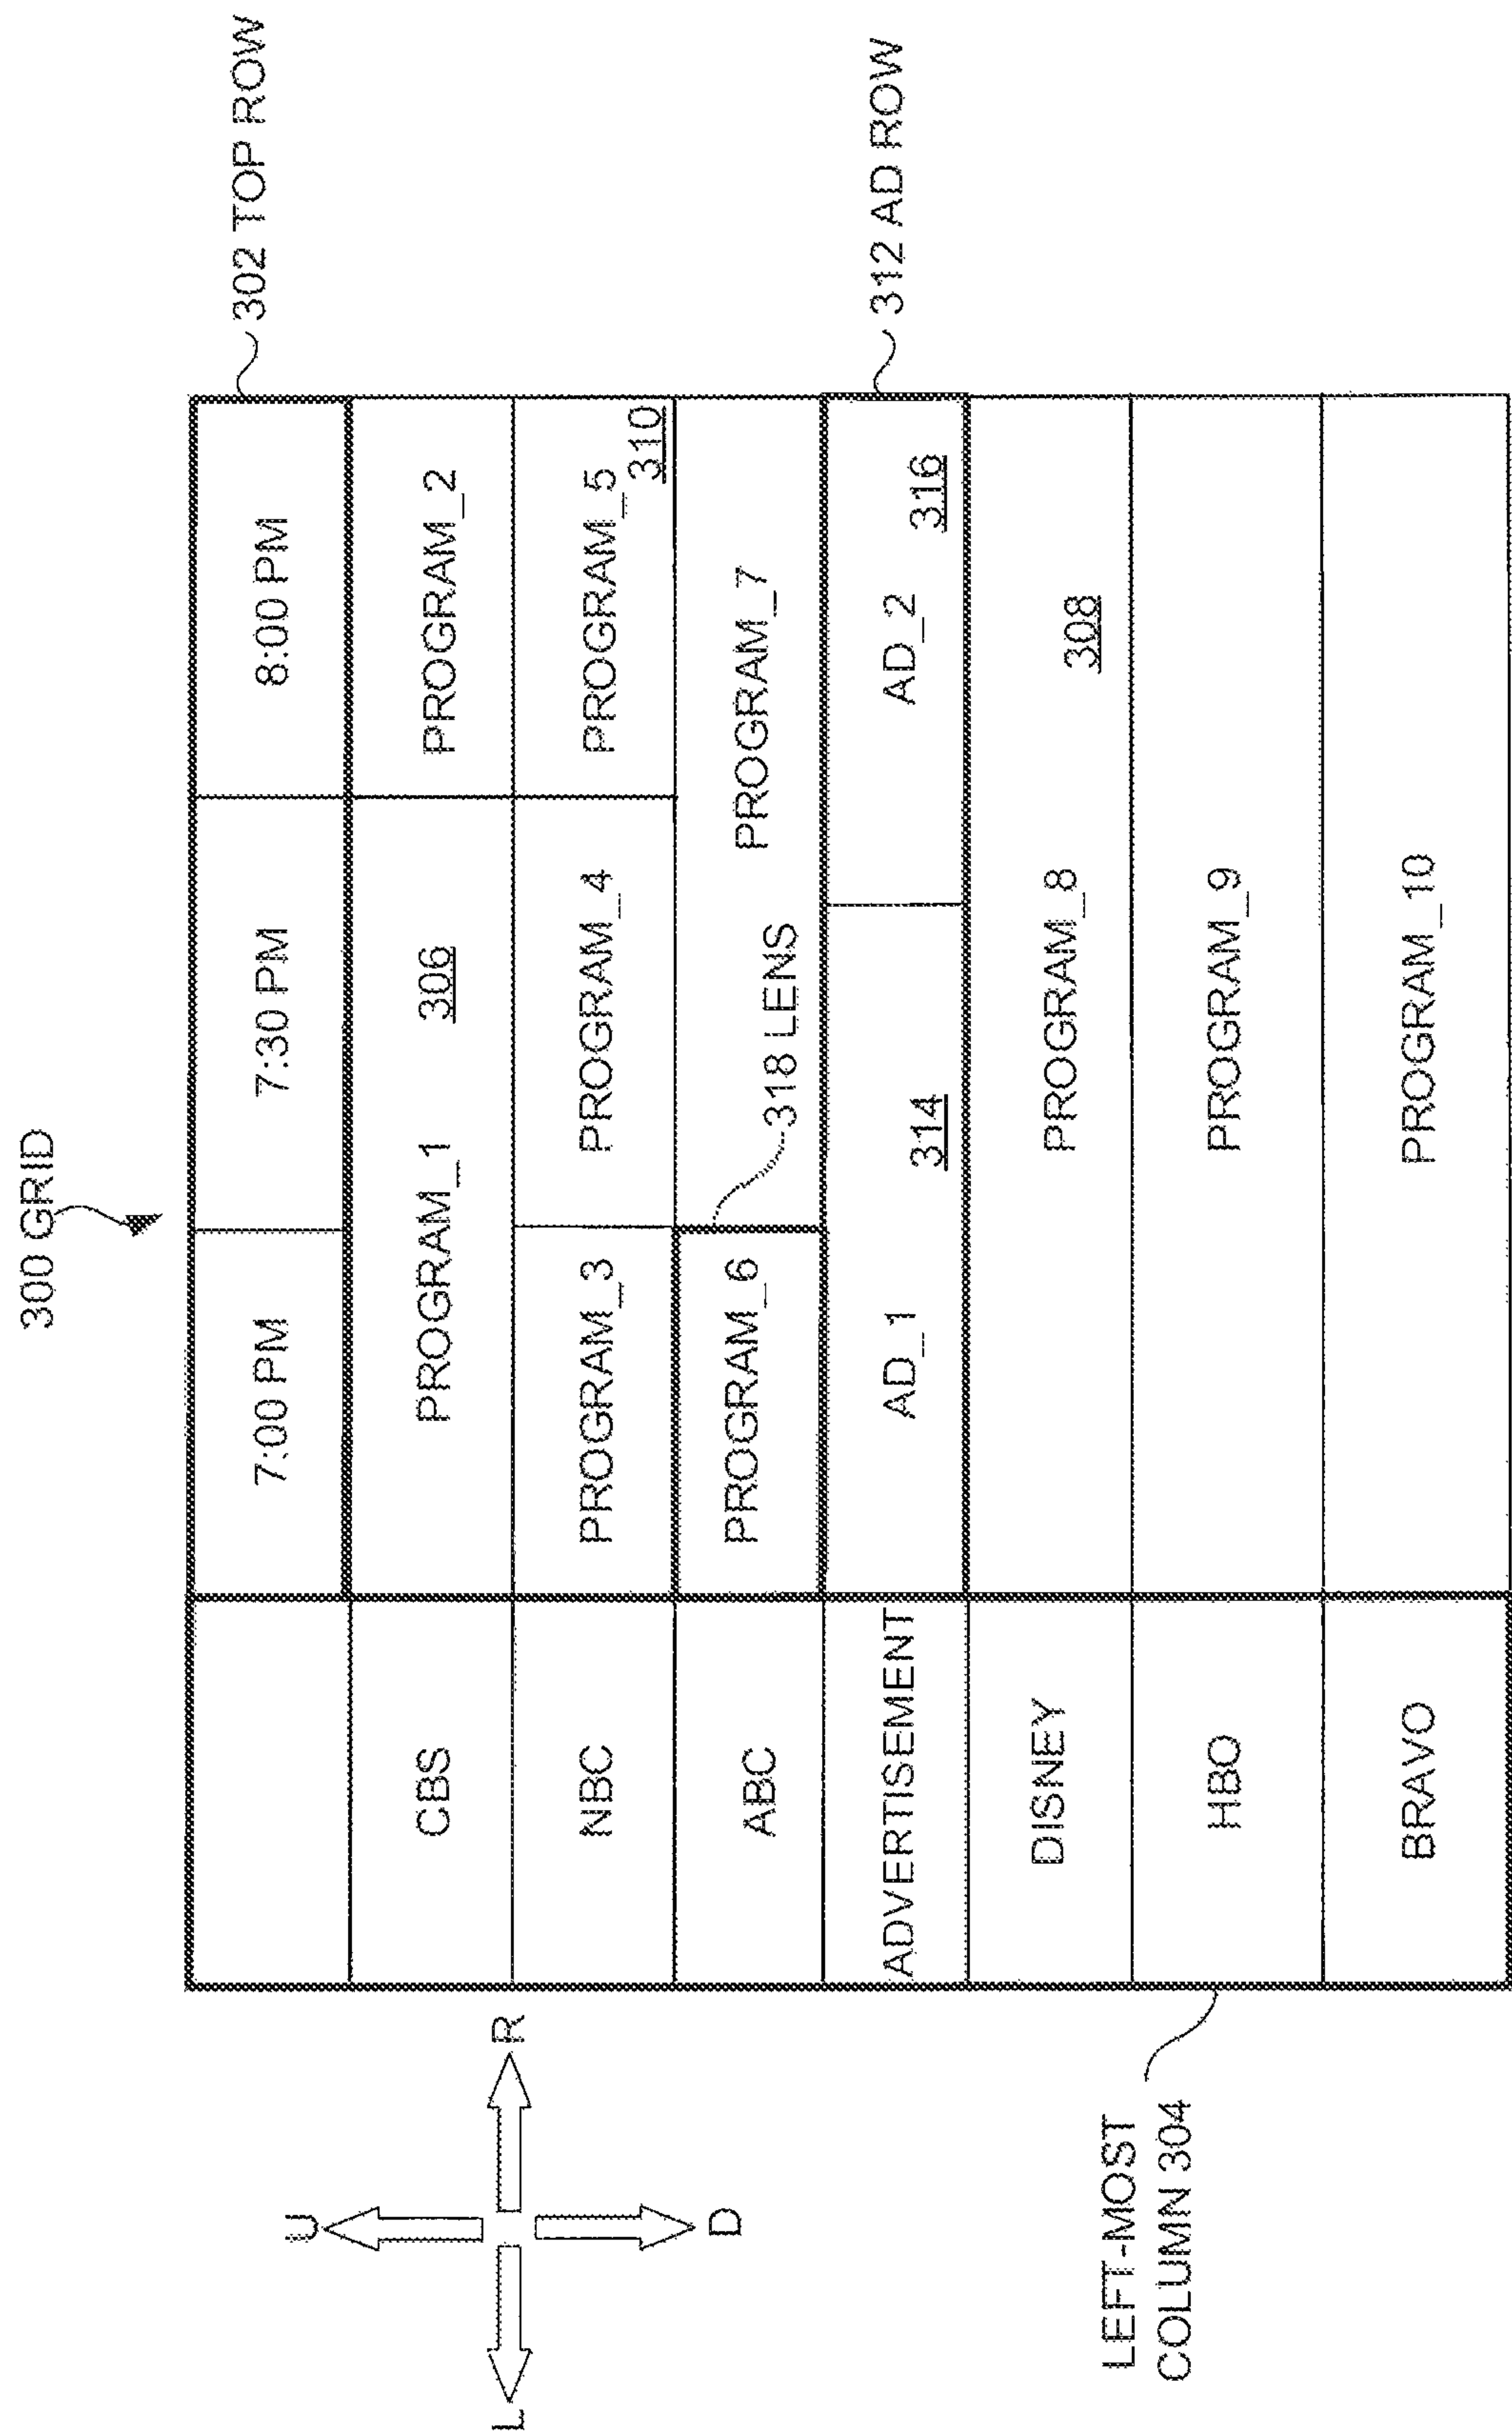 300 GRID
302 TOP ROW
7:00 PM
7:30 PM
8:00 PM
CBS
PROGRAM_1
306
PROGRAM_2
NBC
PROGRAM_3
PROGRAM_4
PROGRAM_5
310
ABC
PROGRAM_6
318 LENS
PROGRAM_7
ADVERTISEMENT
AD_1
314
AD_2
316
312 AD ROW
DISNEY
PROGRAM_8
308
HBO
PROGRAM_9
BRAVO
PROGRAM_10
U
L
R
D
LEFT-MOST
COLUMN 304